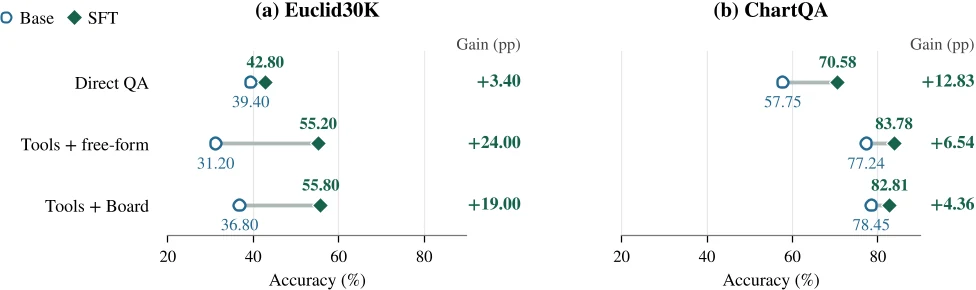 (a) Euclid30K
(b) ChartQA
Base SFT
Gain (pp)
Gain (pp)
Direct QA
42.80
39.40
+3.40
70.58
57.75
+12.83
Tools + free-form
55.20
31.20
+24.00
83.78
77.24
+6.54
Tools + Board
55.80
36.80
+19.00
82.81
78.45
+4.36
20 40 60 80
20 40 60 80
Accuracy (%)
Accuracy (%)